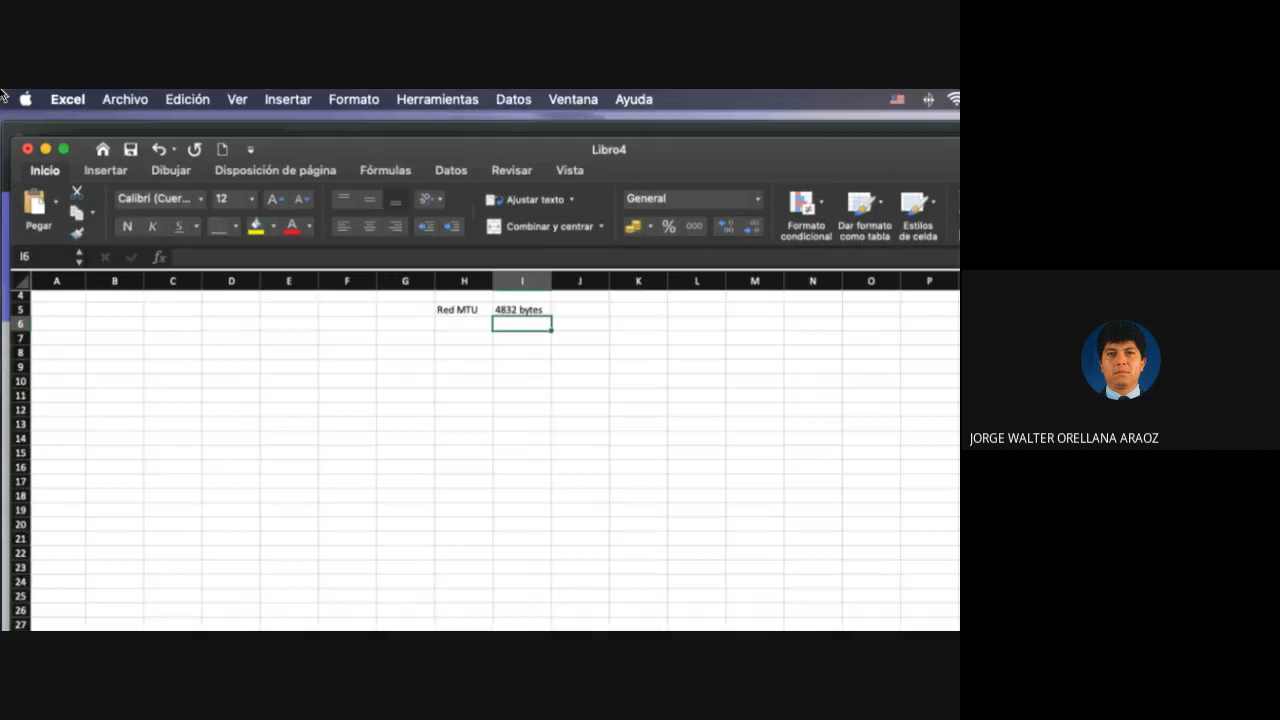 Excel Archivo Edición Ver Insertar Formato Herramientas Datos Ventana Ayuda
Libro4
Inicio Insertar Dibujar Disposición de página Fórmulas Datos Revisar Vista
Pegar
Calibri (Cuer... 12 A A
N K S A
Ajustar texto
Combinar y centrar
General
% 000
Formato condicional
Dar formato como tabla
Estilos de celda
I6 fx
A B C D E F G H I J K L M N O P
4
5 Red MTU 4832 bytes
6
7
8
9
10
11
12
13
14
15
16
17
18
19
20
21
22
23
24
25
26
27
JORGE WALTER ORELLANA ARAOZ